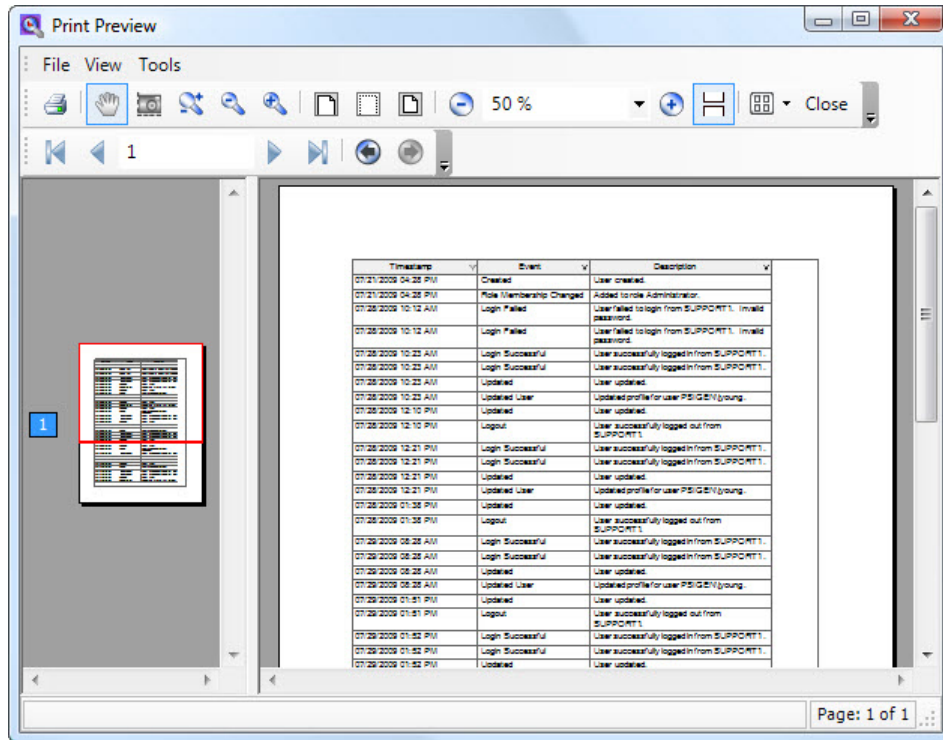 Print Preview
File View Tools
50 % Close
1
Timestamp Event Description
07/21/2009 04:28 PM Created User created.
07/21/2009 04:28 PM Role Membership Changed Added to role Administrator.
07/28/2009 10:12 AM Login Failed User failed to login from SUPPORT1. Invalid
password.
07/28/2009 10:12 AM Login Failed User failed to login from SUPPORT1. Invalid
password.
07/28/2009 10:23 AM Login Successful User successfully logged in from SUPPORT1.
07/28/2009 10:23 AM Login Successful User successfully logged in from SUPPORT1.
07/28/2009 10:23 AM Updated User updated.
07/28/2009 10:23 AM Updated User Updated profile for user PSIGEN\jyoung.
07/28/2009 12:10 PM Updated User updated.
07/28/2009 12:10 PM Logout User successfully logged out from
SUPPORT1.
07/28/2009 12:21 PM Login Successful User successfully logged in from SUPPORT1.
07/28/2009 12:21 PM Login Successful User successfully logged in from SUPPORT1.
07/28/2009 12:21 PM Updated User updated.
07/28/2009 12:21 PM Updated User Updated profile for user PSIGEN\jyoung.
07/28/2009 01:38 PM Updated User updated.
07/28/2009 01:38 PM Logout User successfully logged out from
SUPPORT1.
07/29/2009 08:28 AM Login Successful User successfully logged in from SUPPORT1.
07/29/2009 08:28 AM Login Successful User successfully logged in from SUPPORT1.
07/29/2009 08:28 AM Updated User updated.
07/29/2009 08:28 AM Updated User Updated profile for user PSIGEN\jyoung.
07/29/2009 01:51 PM Updated User updated.
07/29/2009 01:51 PM Logout User successfully logged out from
SUPPORT1.
07/29/2009 01:52 PM Login Successful User successfully logged in from SUPPORT1.
07/29/2009 01:52 PM Login Successful User successfully logged in from SUPPORT1.
07/29/2009 01:52 PM Updated User updated.
1
Page: 1 of 1